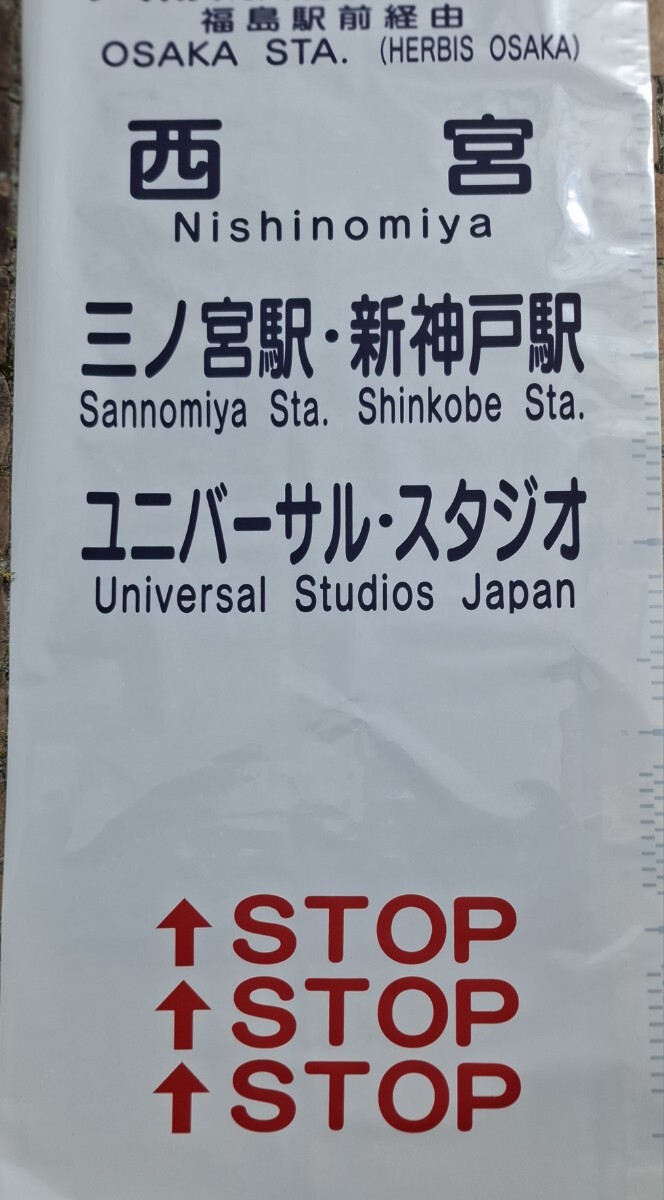 福島駅前経由
OSAKA STA. (HERBIS OSAKA)
西 宮
Nishinomiya
三ノ宮駅・新神戸駅
Sannomiya Sta. Shinkobe Sta.
ユニバーサル・スタジオ
Universal Studios Japan
↑STOP
↑STOP
↑STOP